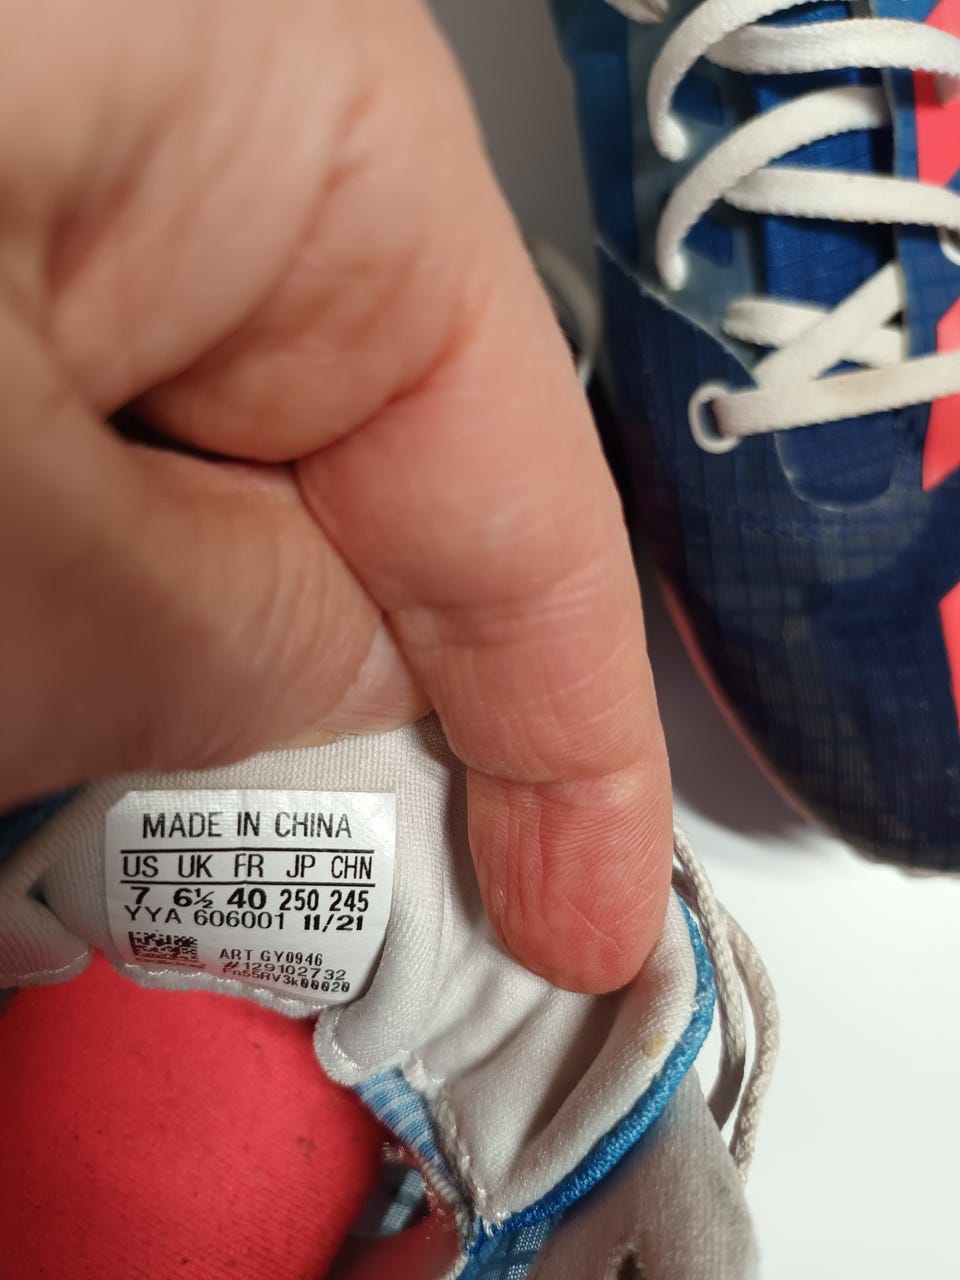 MADE IN CHINA
US UK FR JP CHN
7 6½ 40 250 245
YYA 606001 11/21
ART GY0946
#129102732
Pn55RV3k00020